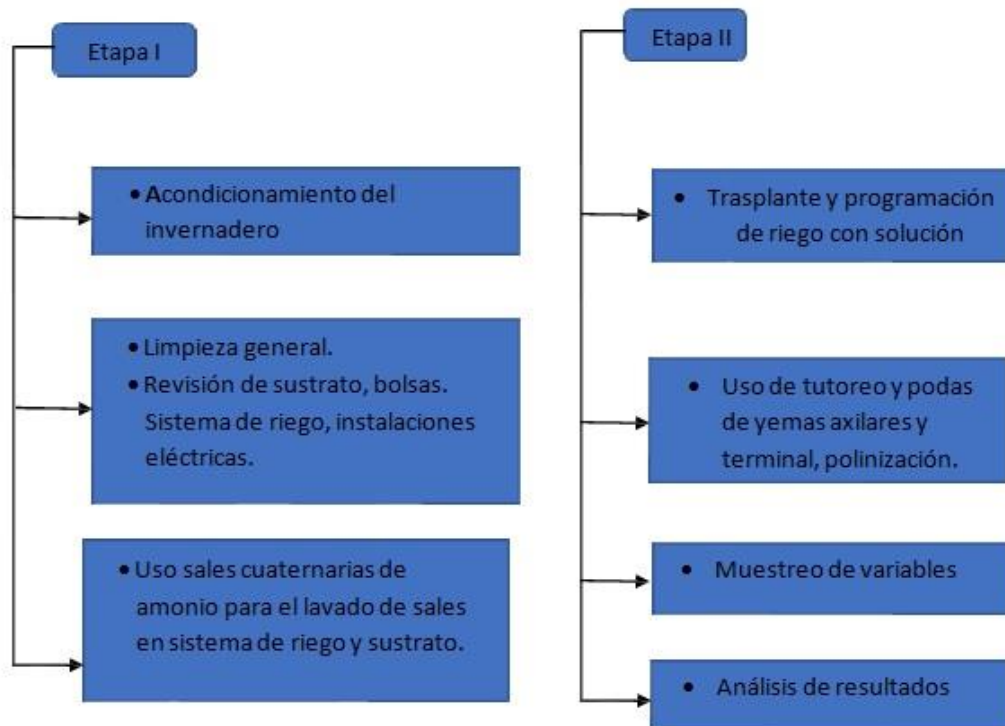 Etapa I
• Acondicionamiento del
invernadero
• Limpieza general.
• Revisión de sustrato, bolsas.
Sistema de riego, instalaciones
eléctricas.
• Uso sales cuaternarias de
amonio para el lavado de sales
en sistema de riego y sustrato.
Etapa II
• Trasplante y programación
de riego con solución
• Uso de tutoreo y podas
de yemas axilares y
terminal, polinización.
• Muestreo de variables
• Análisis de resultados